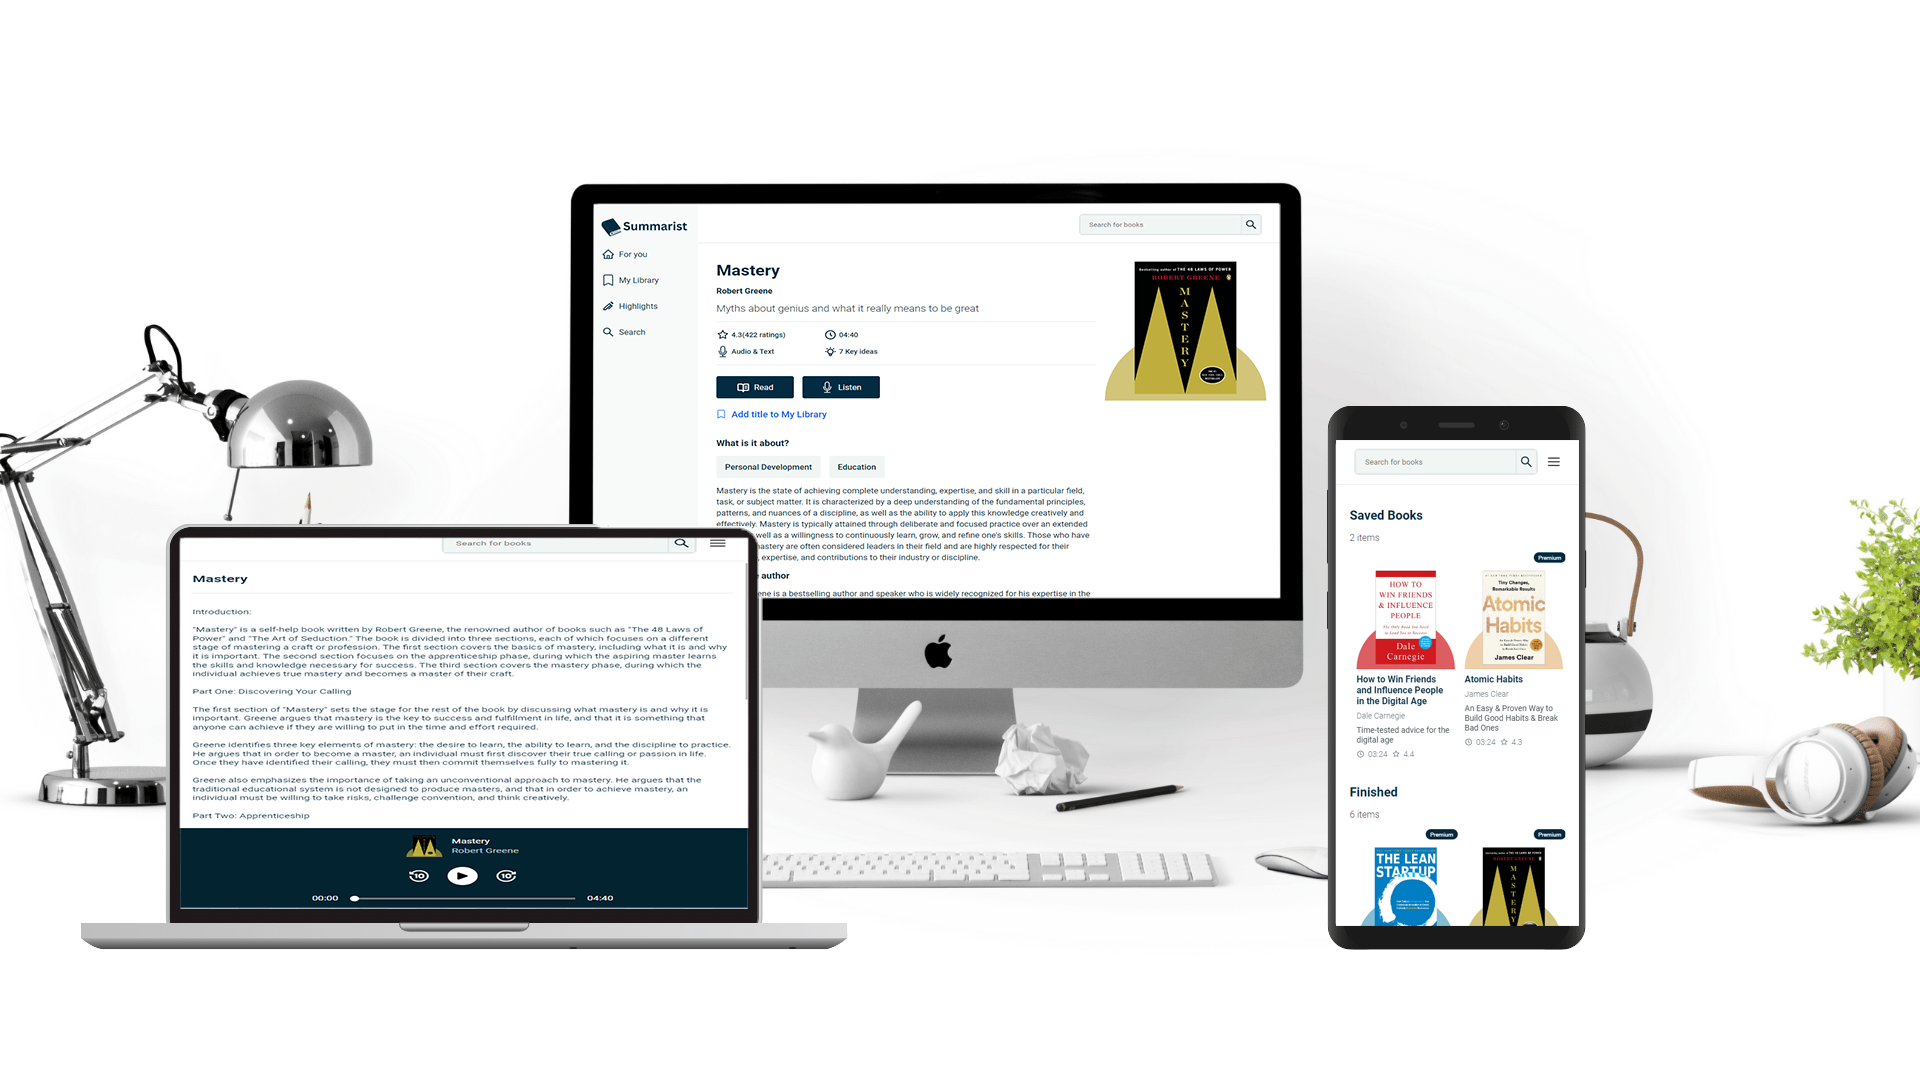 Summarist
Search for books
For you
My Library
Highlights
Search
Mastery
Robert Greene
Myths about genius and what it really means to be great
4.3(422 ratings)
04:40
Audio & Text
7 Key ideas
Read
Listen
Add title to My Library
What is it about?
Personal Development
Education
Mastery is the state of achieving complete understanding, expertise, and skill in a particular field,
task, or subject matter. It is characterized by a deep understanding of the fundamental principles,
patterns, and nuances of a discipline, as well as the ability to apply this knowledge creatively and
effectively. Mastery is typically attained through deliberate and focused practice over an extended
well as a willingness to continuously learn, grow, and refine one's skills. Those who have
mastery are often considered leaders in their field and are highly respected for their
, expertise, and contributions to their industry or discipline.
author
ene is a bestselling author and speaker who is widely recognized for his expertise in the
Bestselling author of THE 48 LAWS OF POWER
ROBERT GREENE
MASTERY
Search for books
Mastery
Introduction:
"Mastery" is a self-help book written by Robert Greene, the renowned author of books such as "The 48 Laws of
Power" and "The Art of Seduction." The book is divided into three sections, each of which focuses on a different
stage of mastering a craft or profession. The first section covers the basics of mastery, including what it is and why
it is important. The second section focuses on the apprenticeship phase, during which the aspiring master learns
the skills and knowledge necessary for success. The third section covers the mastery phase, during which the
individual achieves true mastery and becomes a master of their craft.
Part One: Discovering Your Calling
The first section of "Mastery" sets the stage for the rest of the book by discussing what mastery is and why it is
important. Greene argues that mastery is the key to success and fulfillment in life, and that it is something that
anyone can achieve if they are willing to put in the time and effort required.
Greene identifies three key elements of mastery: the desire to learn, the ability to learn, and the discipline to practice.
He argues that in order to become a master, an individual must first discover their true calling or passion in life.
Once they have identified their calling, they must then commit themselves fully to mastering it.
Greene also emphasizes the importance of taking an unconventional approach to mastery. He argues that the
traditional educational system is not designed to produce masters, and that in order to achieve mastery, an
individual must be willing to take risks, challenge convention, and think creatively.
Part Two: Apprenticeship
Mastery
Robert Greene
10
10
00:00
04:40
Search for books
Saved Books
2 items
Premium
HOW TO
WIN FRIENDS
& INFLUENCE
PEOPLE
Dale
Carnegie
Tiny Changes,
Remarkable Results
Atomic
Habits
James Clear
How to Win Friends
and Influence People
in the Digital Age
Dale Carnegie
Time-tested advice for the
digital age
03:24
4.4
Atomic Habits
James Clear
An Easy & Proven Way to
Build Good Habits & Break
Bad Ones
03:24
4.3
Finished
6 items
Premium
Premium
THE LEAN
STARTUP
ROBERT GREENE
MASTERY